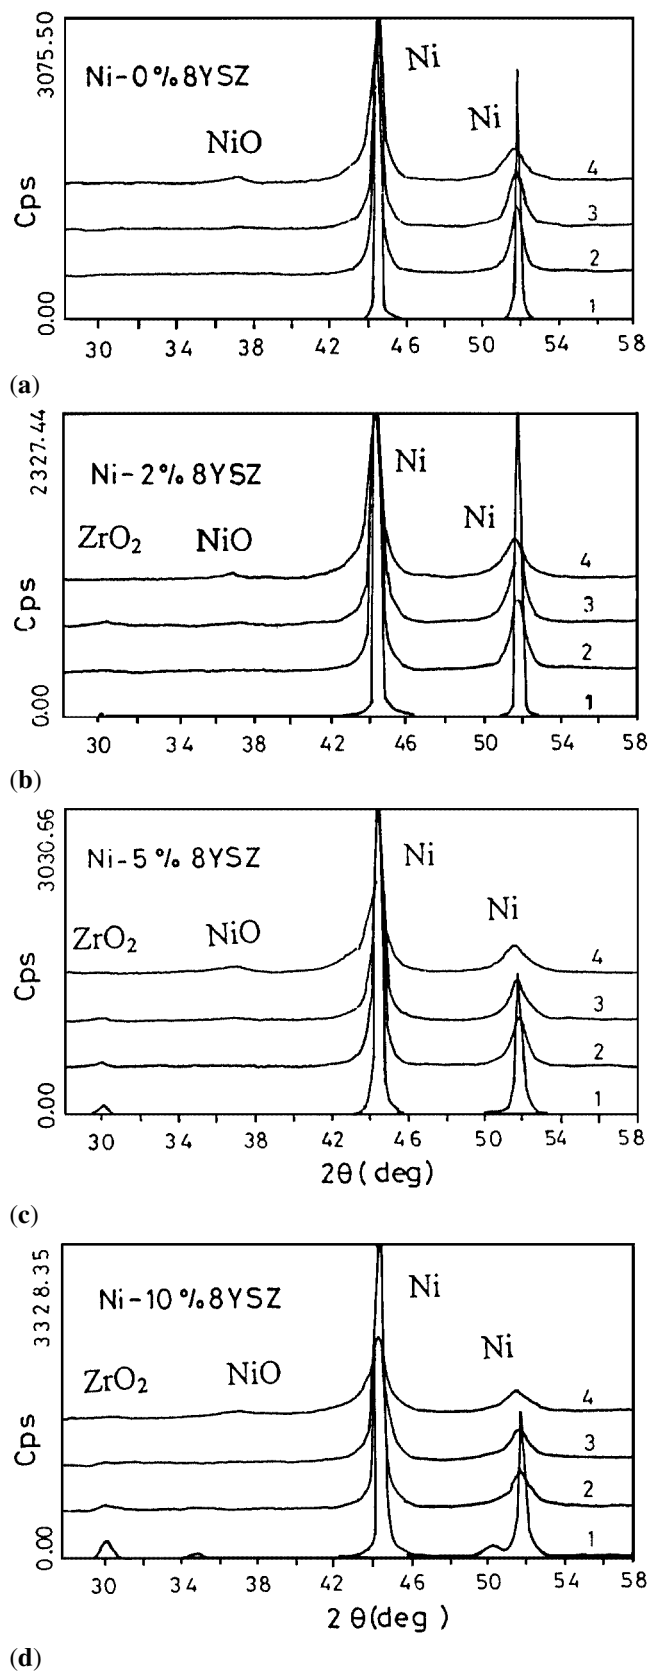 3075.50
Ni-0%8YSZ
Ni
Ni
NiO
4
3
2
1
Cps
0.00
30 34 38 42 46 50 54 58
(a)
2327.44
Ni-2%8YSZ
Ni
Ni
ZrO₂ NiO
4
3
2
1
Cps
0.00
30 34 38 42 46 50 54 58
(b)
3030.66
Ni-5%8YSZ
Ni
Ni
ZrO₂ NiO
4
3
2
1
Cps
0.00
30 34 38 42 46 50 54 58
2θ(deg)
(c)
3328.35
Ni-10%8YSZ
Ni
Ni
ZrO₂ NiO
4
3
2
1
Cps
0.00
30 34 38 42 46 50 54 58
2 θ(deg)
(d)